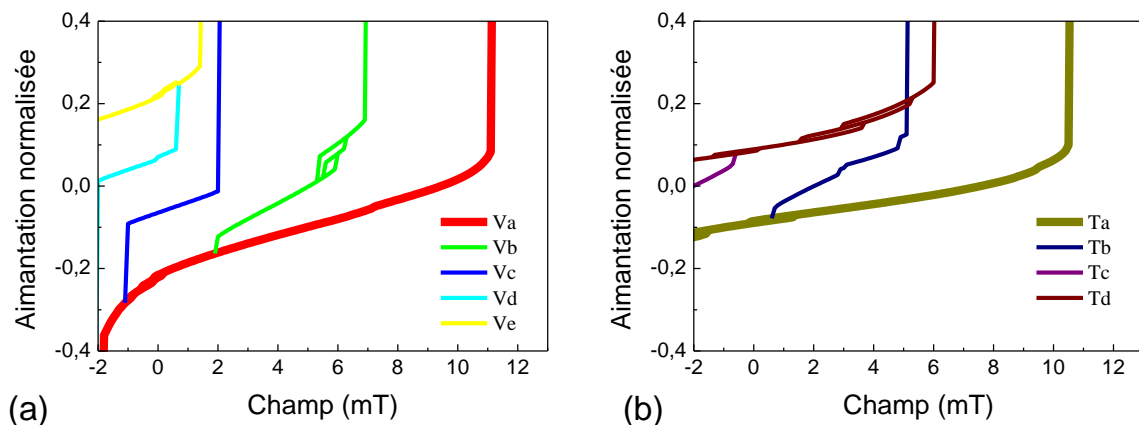 0,4
0,2
0,0
-0,2
-0,4
Aimantation normalisée
Va
Vb
Vc
Vd
Ve
-2 0 2 4 6 8 10 12
Champ (mT)
(a)
0,4
0,2
0,0
-0,2
-0,4
Aimantation normalisée
Ta
Tb
Tc
Td
-2 0 2 4 6 8 10 12
Champ (mT)
(b)